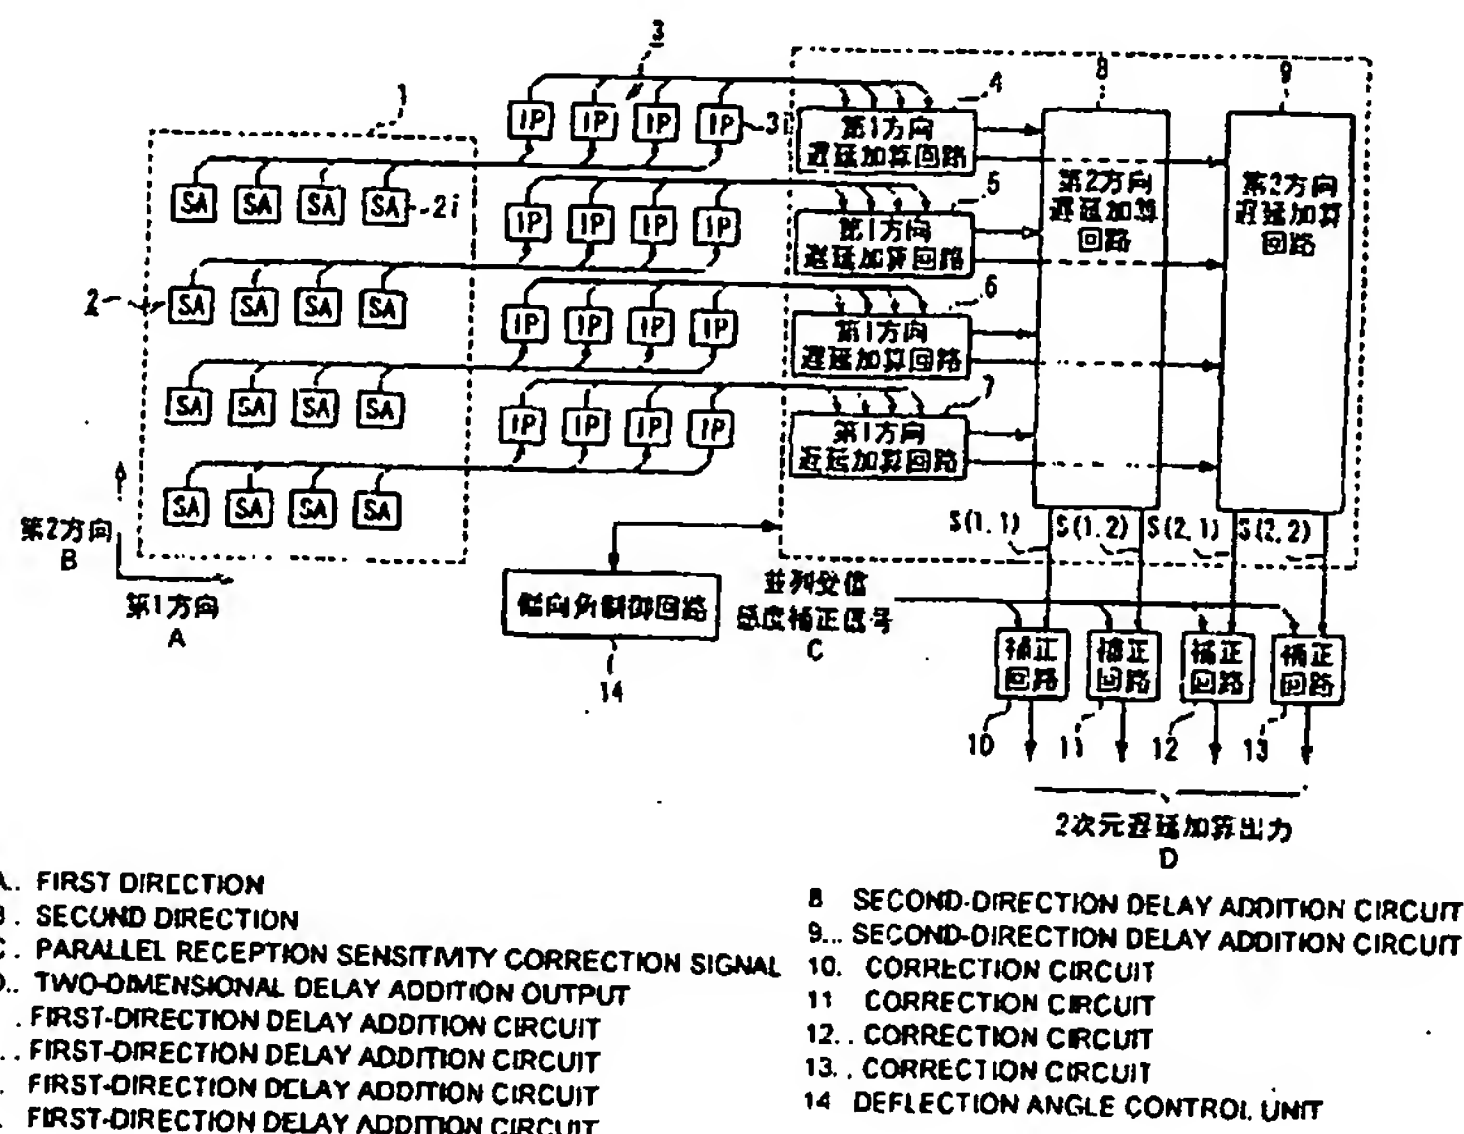 3
1
8
9
4
IP IP IP IP 3i
第1方向
遅延加算回路
SA SA SA SA 2i
第2方向
遅延加算
回路
第2方向
遅延加算
回路
5
IP IP IP IP
第1方向
遅延加算回路
2 SA SA SA SA
6
IP IP IP IP
第1方向
遅延加算回路
SA SA SA SA
7
IP IP IP IP
第1方向
遅延加算回路
SA SA SA SA
第2方向
B
第1方向
A
S(1.1) S(1.2) S(2.1) S(2.2)
偏向角制御回路
14
並列受信
感度補正信号
C
補正
回路
補正
回路
補正
回路
補正
回路
10 11 12 13
2次元遅延加算出力
D
A.. FIRST DIRECTION
B. SECOND DIRECTION
C. PARALLEL RECEPTION SENSITIVITY CORRECTION SIGNAL
D.. TWO-DIMENSIONAL DELAY ADDITION OUTPUT
. FIRST-DIRECTION DELAY ADDITION CIRCUIT
.. FIRST-DIRECTION DELAY ADDITION CIRCUIT
. FIRST-DIRECTION DELAY ADDITION CIRCUIT
. FIRST-DIRECTION DELAY ADDITION CIRCUIT
8 SECOND-DIRECTION DELAY ADDITION CIRCUIT
9... SECOND-DIRECTION DELAY ADDITION CIRCUIT
10. CORRECTION CIRCUIT
11 CORRECTION CIRCUIT
12.. CORRECTION CIRCUIT
13.. CORRECTION CIRCUIT
14 DEFLECTION ANGLE CONTROL UNIT